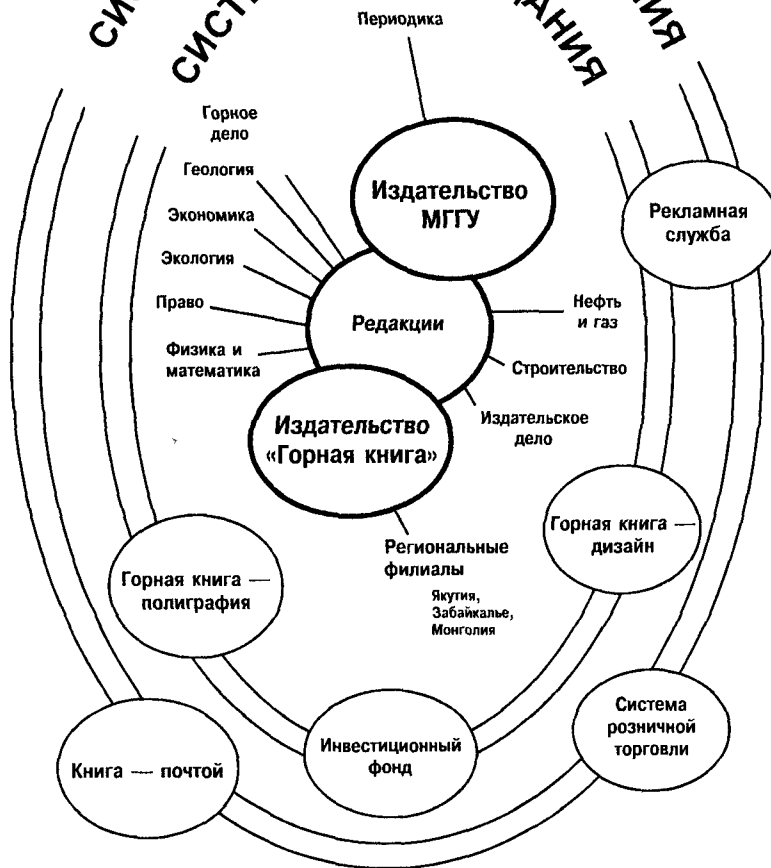 Периодика
Горное
дело
Геология
Экономика
Экология
Право
Физика и
математика
Издательство
МГГУ
Рекламная
служба
Редакции
Нефть
и газ
Строительство
Издательское
дело
Издательство
«Горная книга»
Региональные
филиалы
Якутия,
Забайкалье,
Монголия
Горная книга —
дизайн
Горная книга —
полиграфия
Инвестиционный
фонд
Система
розничной
торговли
Книга — почтой